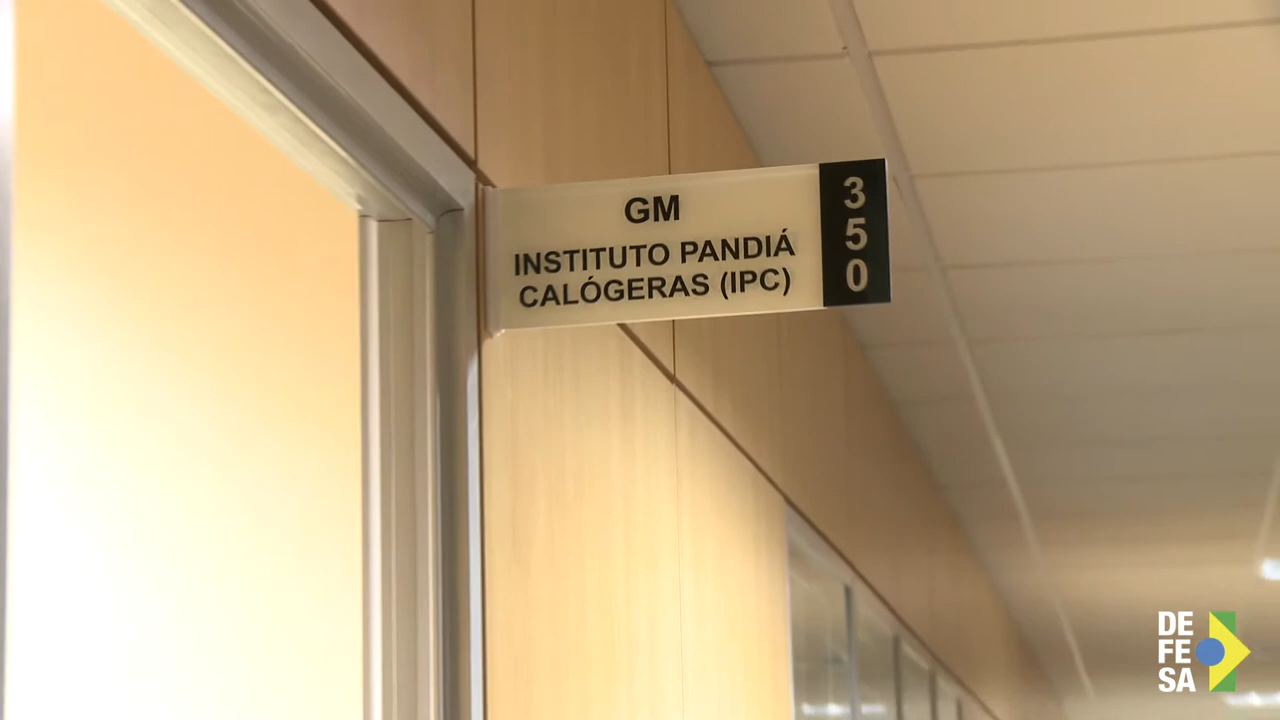 GM
INSTITUTO PANDIÁ
CALÓGERAS (IPC)
3
5
0
DE
FE
SA